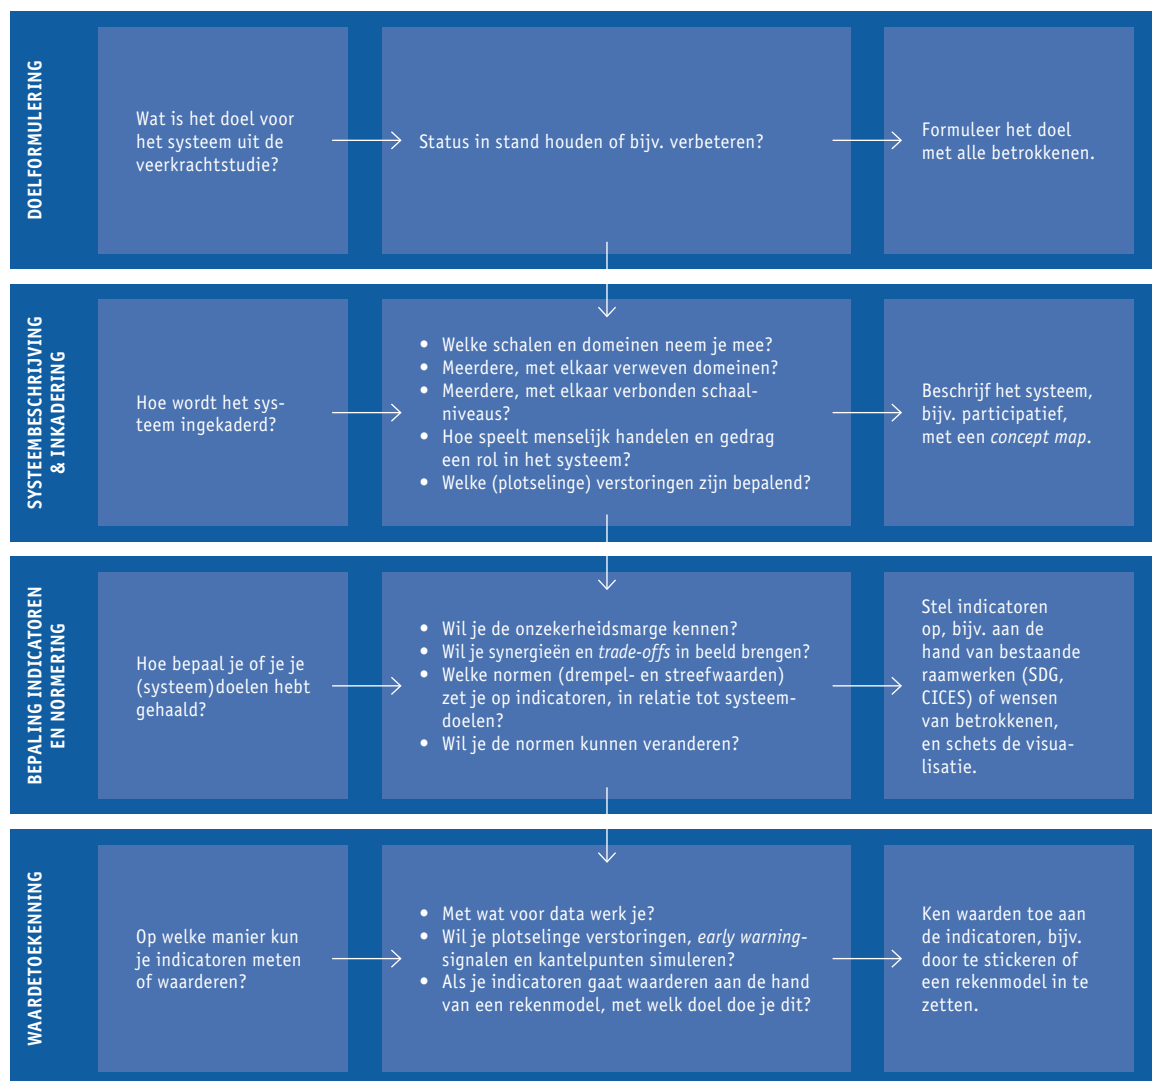 DOELFORMULERING
Wat is het doel voor
het systeem uit de
veerkrachtstudie?
Status in stand houden of bijv. verbeteren?
Formuleer het doel
met alle betrokkenen.
SYSTEEMBESCHRIJVING
& INKADERING
Hoe wordt het sys-
teem ingekaderd?
• Welke schalen en domeinen neem je mee?
• Meerdere, met elkaar verweven domeinen?
• Meerdere, met elkaar verbonden schaal-
niveaus?
• Hoe speelt menselijk handelen en gedrag
een rol in het systeem?
• Welke (plotselinge) verstoringen zijn bepalend?
Beschrijf het systeem,
bijv. participatief,
met een concept map.
BEPALING INDICATOREN
EN NORMERING
Hoe bepaal je of je je
(systeem)doelen hebt
gehaald?
• Wil je de onzekerheidsmarge kennen?
• Wil je synergieën en trade-offs in beeld brengen?
• Welke normen (drempel- en streefwaarden)
zet je op indicatoren, in relatie tot systeem-
doelen?
• Wil je de normen kunnen veranderen?
Stel indicatoren
op, bijv. aan de
hand van bestaande
raamwerken (SDG,
CICES) of wensen
van betrokkenen,
en schets de visua-
lisatie.
WAARDETOEKENNING
Op welke manier kun
je indicatoren meten
of waarderen?
• Met wat voor data werk je?
• Wil je plotselinge verstoringen, early warning-
signalen en kantelpunten simuleren?
• Als je indicatoren gaat waarderen aan de hand
van een rekenmodel, met welk doel doe je dit?
Ken waarden toe aan
de indicatoren, bijv.
door te stickeren of
een rekenmodel in te
zetten.